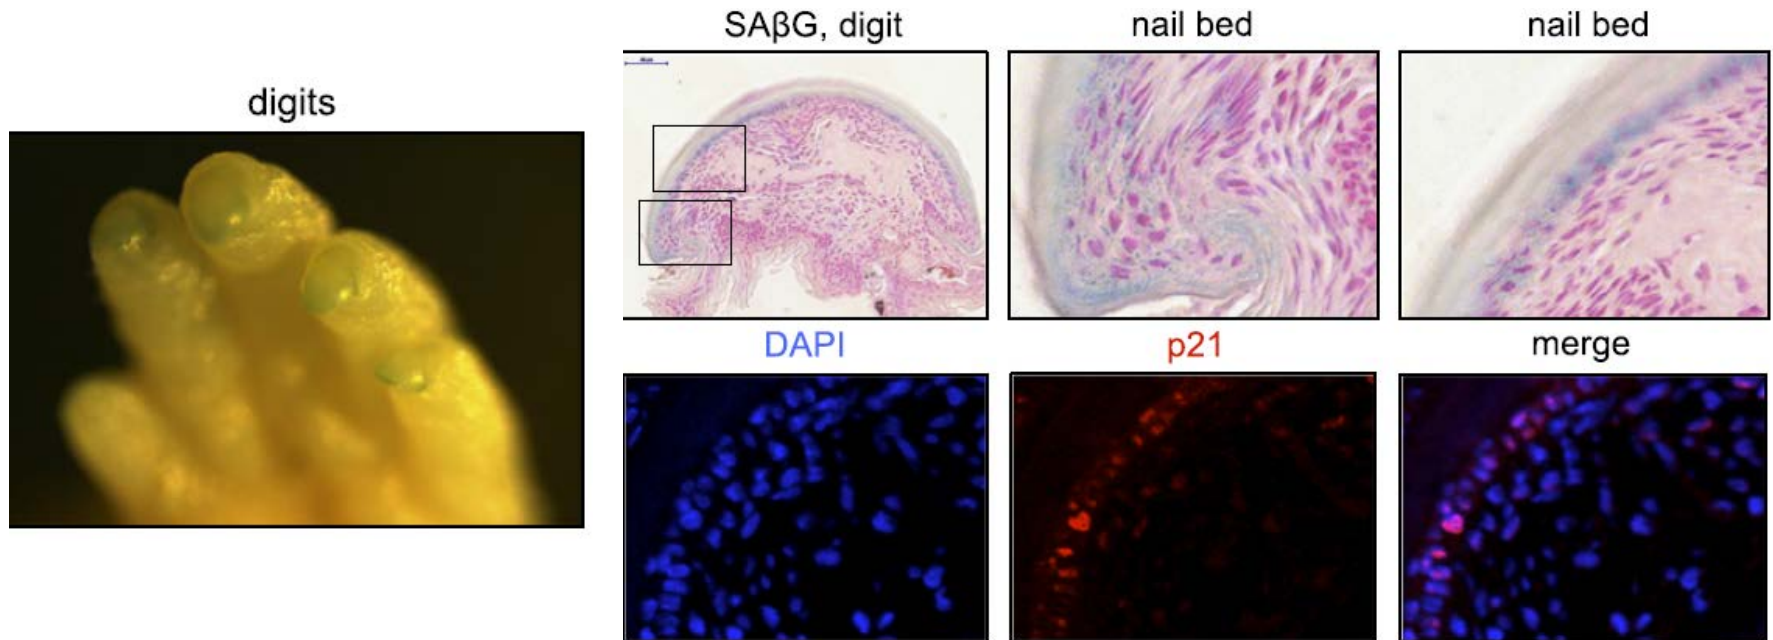 digits
SAβG, digit
nail bed
nail bed
DAPI
p21
merge